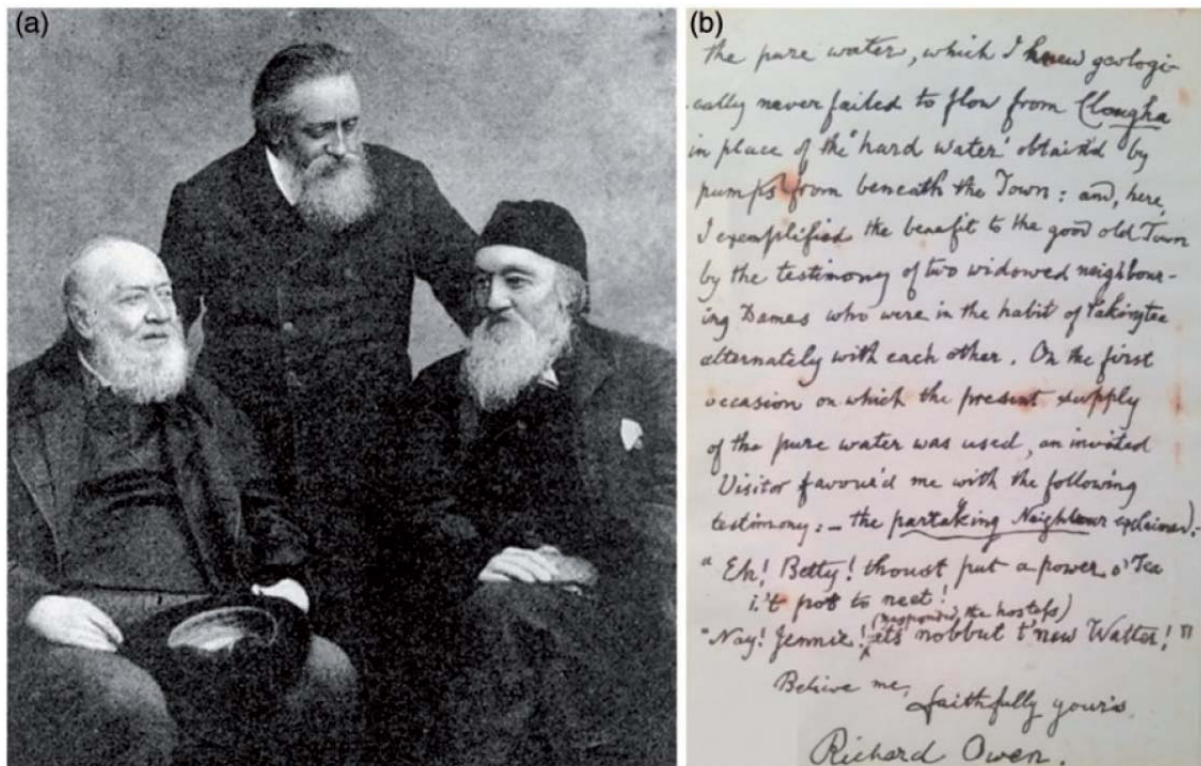 (a)
(b)
the pure water, which I knew geologi-
cally never failed to flow from Clougha
in place of the 'hard water' obtain'd by
pumps from beneath the Town: and, here,
I exemplified the benefit to the good old Town
by the testimony of two widowed neighbour-
ing Dames who were in the habit of taking tea
alternately with each other. On the first
occasion on which the present supply
of the pure water was used, an invited
Visitor favour'd me with the following
testimony:- the partaking Neighbour exclaimed).
"Eh! Betty! thoust put a power o' Tea
i't pot to neet!
(responded the hostess)
"Nay! Jennie! its nobbut t'new Watter!"
Believe me,
faithfully yours
Richard Owen.